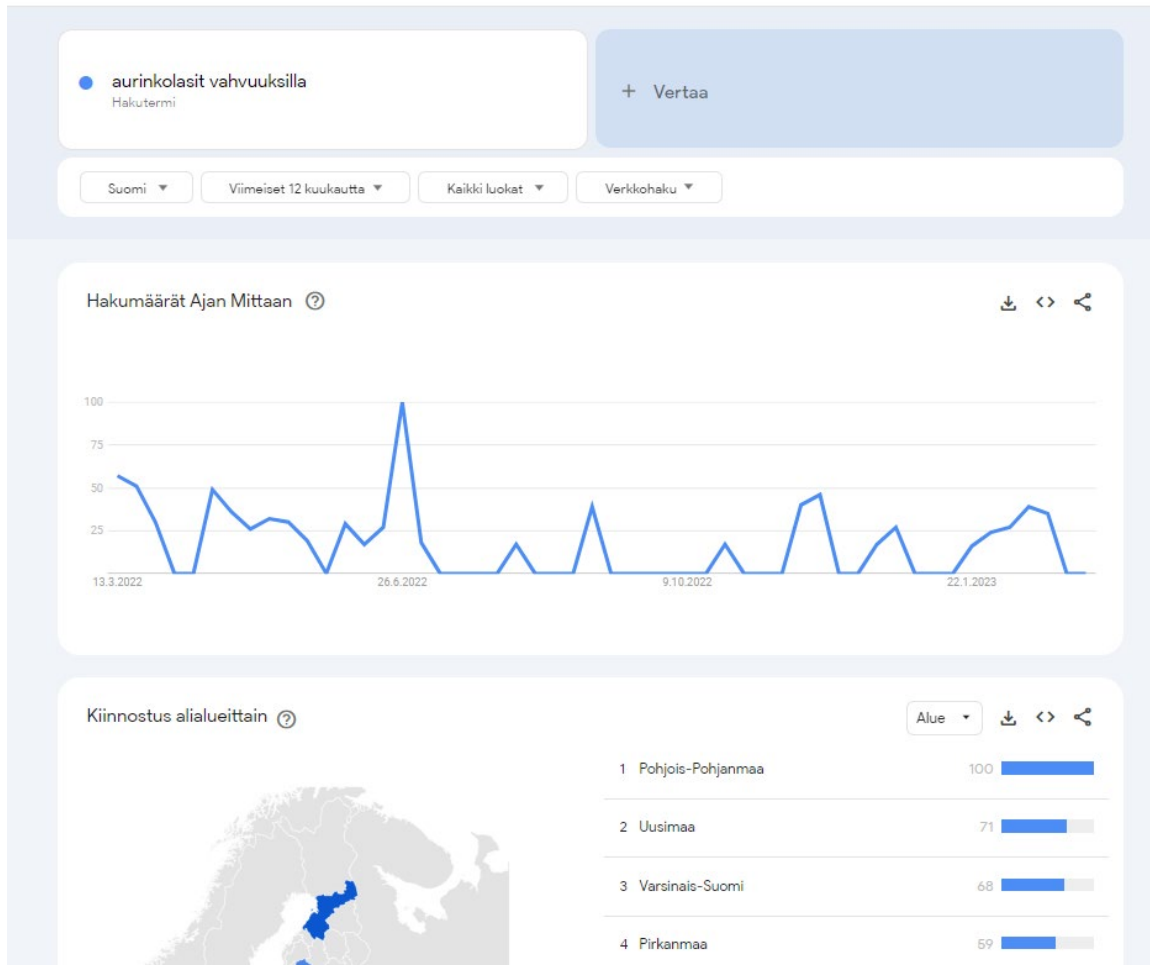 aurinkolasit vahvuuksilla
Hakutermi
+ Vertaa
Suomi
Viimeiset 12 kuukautta
Kaikki luokat
Verkkohaku
Hakumäärät Ajan Mittaan
100
75
50
25
13.3.2022
26.6.2022
9.10.2022
22.1.2023
Kiinnostus alialueittain
Alue
1 Pohjois-Pohjanmaa 100
2 Uusimaa 71
3 Varsinais-Suomi 68
4 Pirkanmaa 59